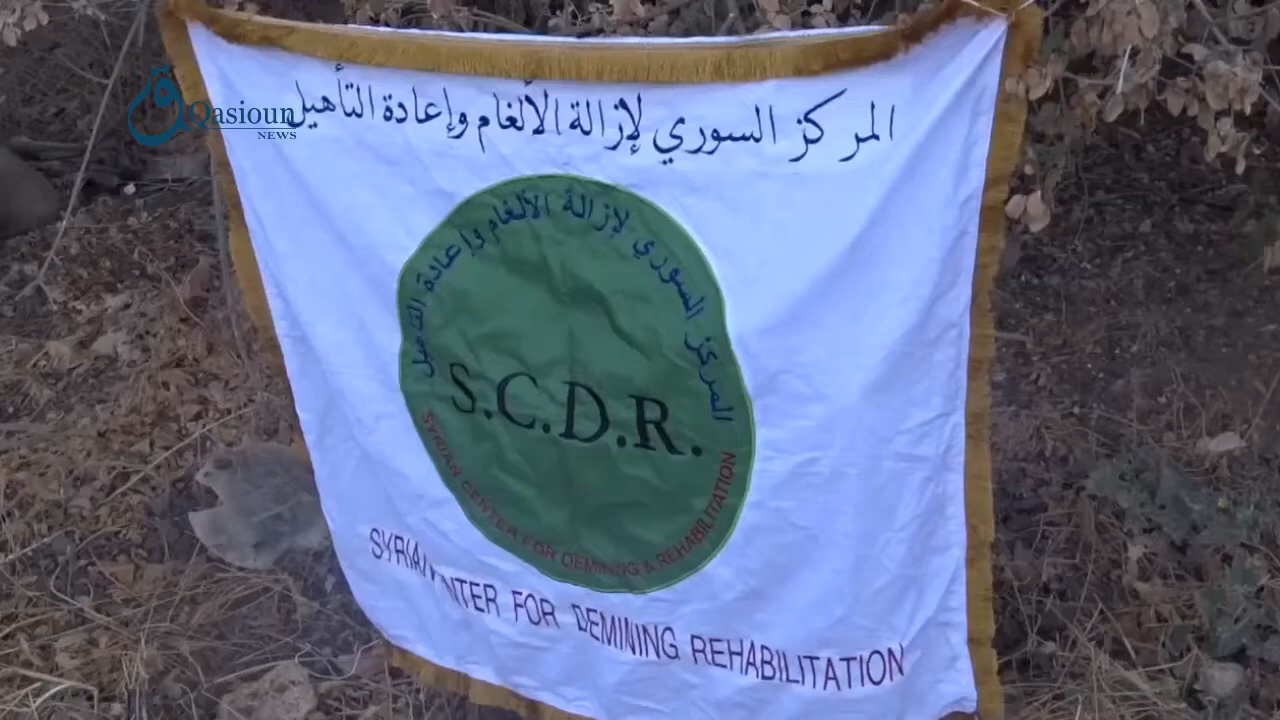 Qasioun
NEWS
المركز السوري لإزالة الألغام وإعادة التأهيل
المركز السوري لإزالة الألغام وإعادة
S.C.D.R.
SYRIAN CENTER FOR DEMINING & REHABILITATION
FOR DEMINING REHABILITATION